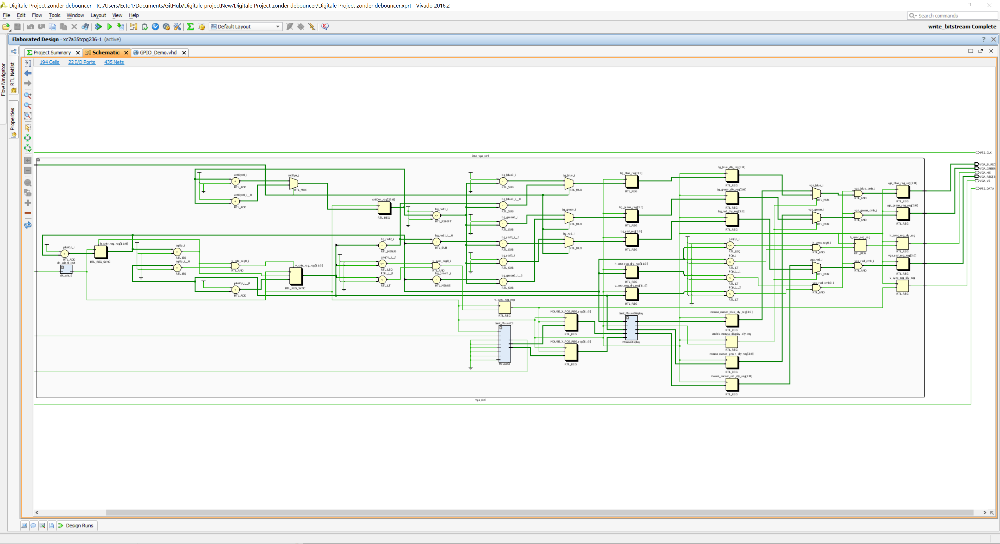 Digitale Project zonder debouncer - [C:/Users/Ecto1/Documents/GitHub/Digitale projectNew/Digitale Project zonder debouncer/Digitale Project zonder debouncer.xpr] - Vivado 2016.2
File Edit Flow Tools Window Layout View Help
Search commands
Default Layout
write_bitstream Complete
Elaborated Design - xc7a35tcpg236-1 (active)
Project Summary
Schematic
GPIO_Demo.vhd
194 Cells 22 I/O Ports 435 Nets
Flow Navigator
RTL Netlist
Properties
PS2_CLK
Inst_vga_ctrl
VGA_BLUE[3
VGA_GREEN
VGA_HS
VGA_RED[3
VGA_VS
PS2_DATA
cntDyn0_i
RTL_ADD
cntDyn0_i__0
RTL_ADD
cntDyn_i
RTL_MUX
cntDyn_reg[27:0]
RTL_REG
bg_red1_i
RTL_RSHIFT
bg_blue0_i
RTL_SUB
bg_blue0_i__0
RTL_SUB
bg_green0_i
RTL_SUB
bg_red0_i__0
RTL_SUB
bg_red0_i
RTL_SUB
bg_green0_i__0
RTL_SUB
bg_blue_i
RTL_MUX
bg_green_i
RTL_MUX
bg_red_i
RTL_MUX
bg_blue_reg[3:0]
RTL_REG
bg_green_reg[3:0]
RTL_REG
bg_red_reg[3:0]
RTL_REG
bg_blue_dly_reg[3:0]
RTL_REG
bg_green_dly_reg[3:0]
RTL_REG
bg_red_dly_reg[3:0]
RTL_REG
vga_blue_i
RTL_MUX
vga_green_i
RTL_MUX
vga_red_i
RTL_MUX
vga_blue_cmb_i
RTL_AND
vga_green_cmb_i
RTL_AND
vga_red_cmb_i
RTL_AND
vga_blue_reg_reg[3:0]
RTL_REG
vga_green_reg_reg[3:0]
RTL_REG
h_sync_reg_dly_reg
RTL_REG
vga_red_reg_reg[3:0]
RTL_REG
v_sync_reg_dly_reg
RTL_REG
plusOp_i
RTL_ADD
h_cntr_reg_reg[11:0]
RTL_REG_SYNC
clk_wiz_0_inst
clk_wiz_0
eqOp_i
RTL_EQ
eqOp_i__0
RTL_EQ
v_cntr_reg0_i
RTL_AND
plusOp_i__0
RTL_ADD
v_cntr_reg_reg[11:0]
RTL_REG_SYNC
bg_red2_i
RTL_MINUS
geqOp_i__0
RTL_LEQ
ltOp_i__0
RTL_LT
bg_red1_i__0
RTL_SUB
v_sync_reg0_i
RTL_AND
bg_green1_i
RTL_MINUS
h_cntr_reg_dly_reg[11:0]
RTL_REG
v_cntr_reg_dly_reg[11:0]
RTL_REG
geqOp_i
RTL_LEQ
ltOp_i
RTL_LT
ltOp_i__1
RTL_LT
ltOp_i__2
RTL_LT
h_sync_reg0_i
RTL_AND
h_sync_reg_reg
RTL_REG
vga_red_cmb0_i
RTL_AND
v_sync_reg_reg
RTL_REG
Inst_MouseCtl
MouseCtl
MOUSE_X_POS_REG_reg[11:0]
RTL_REG
MOUSE_Y_POS_REG_reg[11:0]
RTL_REG
Inst_MouseDisplay
MouseDisplay
mouse_cursor_blue_dly_reg[3:0]
RTL_REG
enable_mouse_display_dly_reg
RTL_REG
mouse_cursor_green_dly_reg[3:0]
RTL_REG
mouse_cursor_red_dly_reg[3:0]
RTL_REG
vga_ctrl
Design Runs